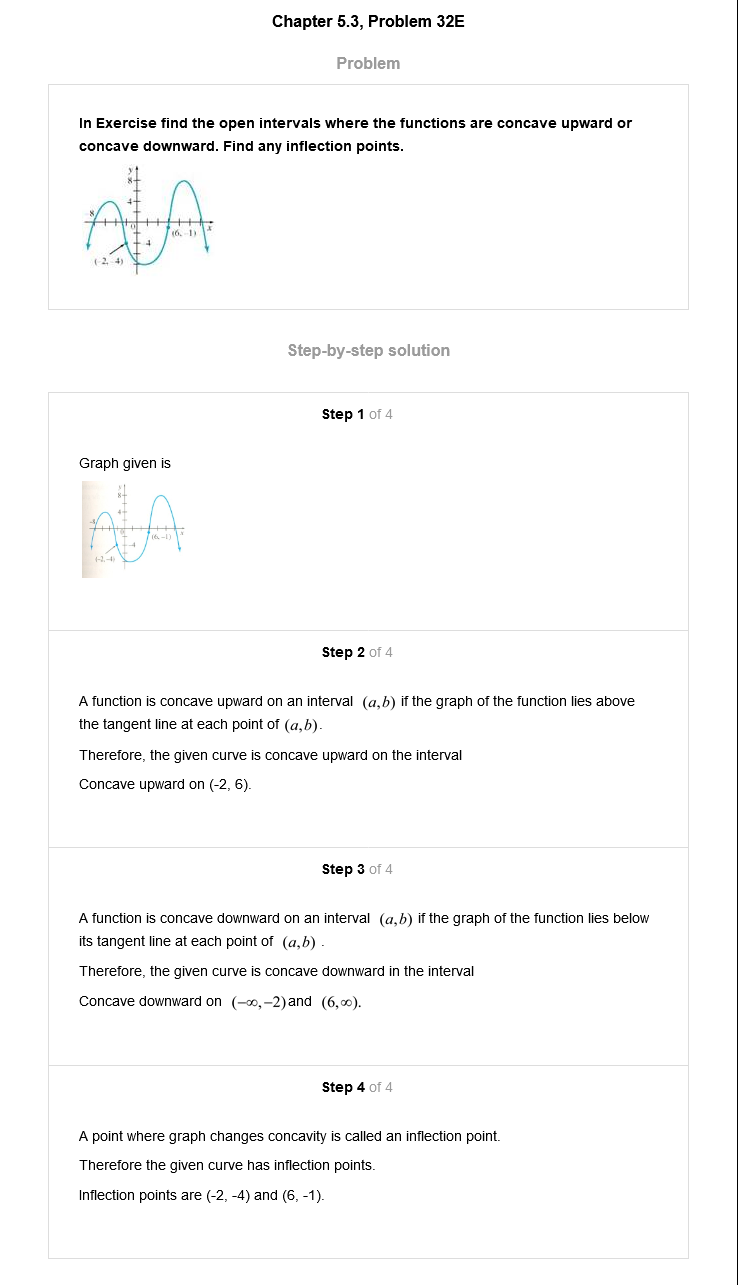 Chapter 5.3, Problem 32E
Problem
In Exercise find the open intervals where the functions are concave upward or
concave downward. Find any inflection points.
y
8
4
8
0
x
(6, -1)
4
(-2, -4)
Step-by-step solution
Step 1 of 4
Graph given is
y
8
4
0
x
(6, -1)
-4
(-2, -4)
Step 2 of 4
A function is concave upward on an interval (a,b) if the graph of the function lies above
the tangent line at each point of (a,b).
Therefore, the given curve is concave upward on the interval
Concave upward on (-2, 6).
Step 3 of 4
A function is concave downward on an interval (a,b) if the graph of the function lies below
its tangent line at each point of (a,b) .
Therefore, the given curve is concave downward in the interval
Concave downward on (−∞,−2) and (6,∞).
Step 4 of 4
A point where graph changes concavity is called an inflection point.
Therefore the given curve has inflection points.
Inflection points are (-2, -4) and (6, -1).